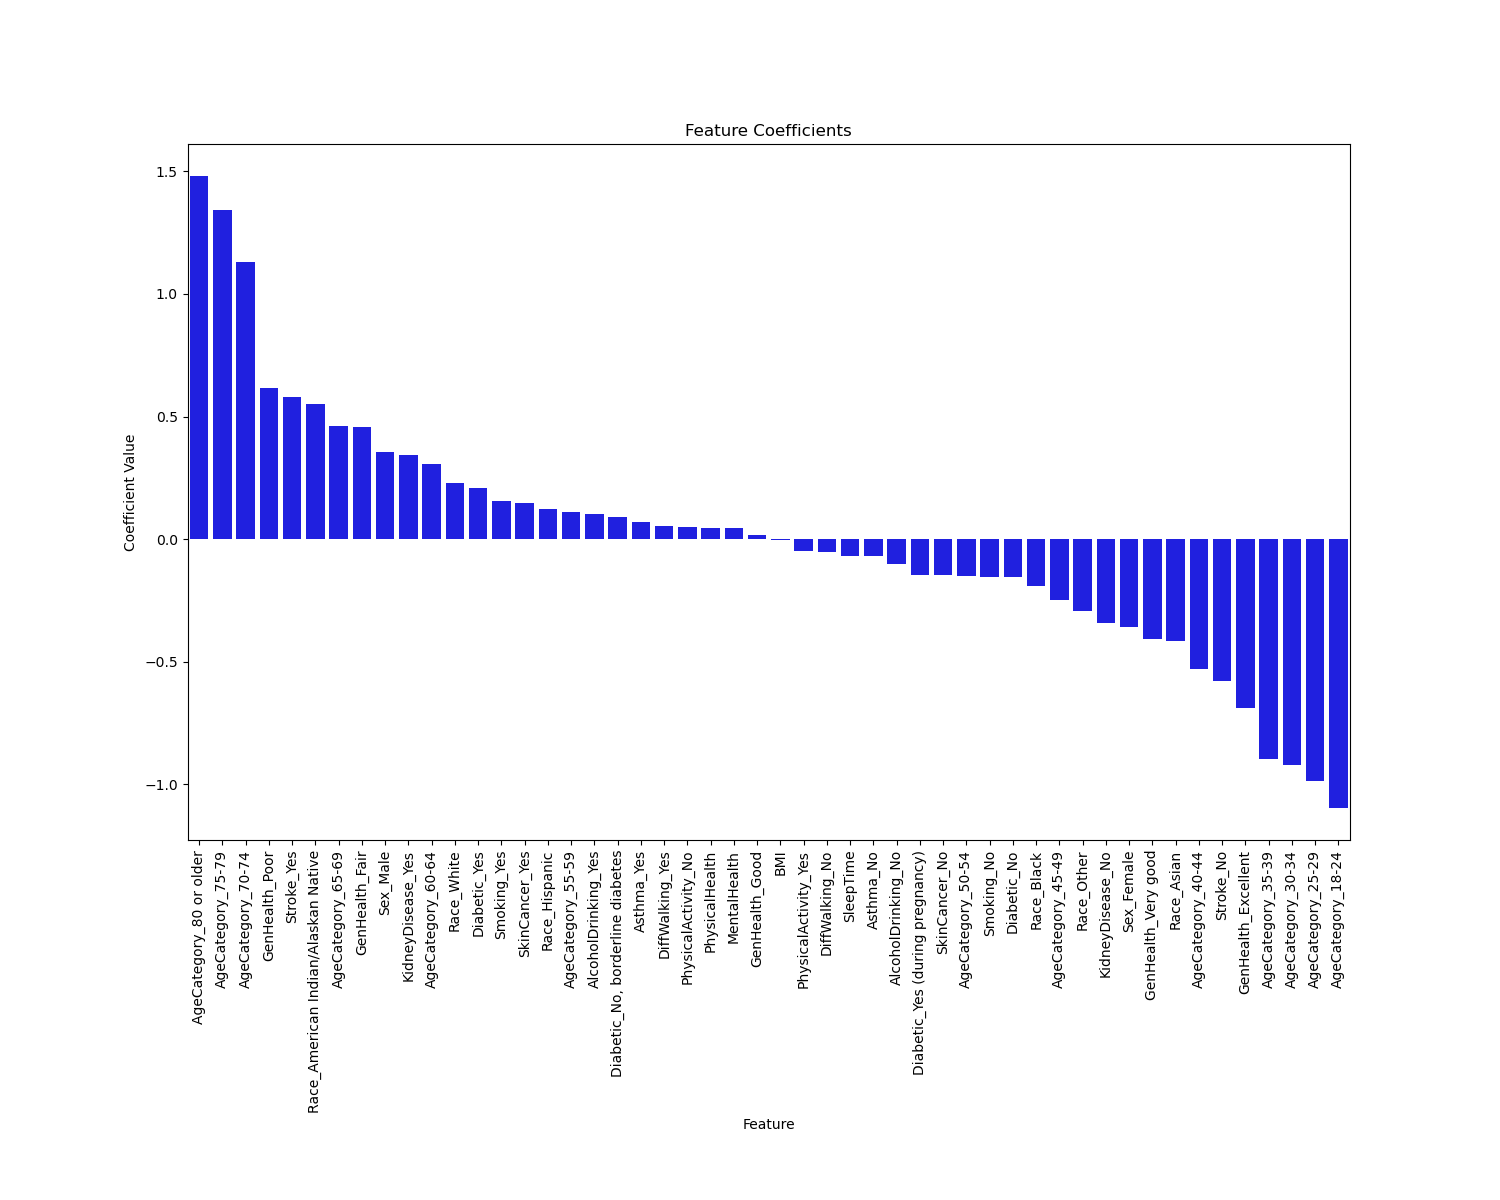 Feature Coefficients
1.5
1.0
0.5
0.0
−0.5
−1.0
Coefficient Value
AgeCategory_80 or older
AgeCategory_75-79
AgeCategory_70-74
GenHealth_Poor
Stroke_Yes
Race_American Indian/Alaskan Native
AgeCategory_65-69
GenHealth_Fair
Sex_Male
KidneyDisease_Yes
AgeCategory_60-64
Race_White
Diabetic_Yes
Smoking_Yes
SkinCancer_Yes
Race_Hispanic
AgeCategory_55-59
AlcoholDrinking_Yes
Diabetic_No, borderline diabetes
Asthma_Yes
DiffWalking_Yes
PhysicalActivity_No
PhysicalHealth
MentalHealth
GenHealth_Good
BMI
PhysicalActivity_Yes
DiffWalking_No
SleepTime
Asthma_No
AlcoholDrinking_No
Diabetic_Yes (during pregnancy)
SkinCancer_No
AgeCategory_50-54
Smoking_No
Diabetic_No
Race_Black
AgeCategory_45-49
Race_Other
KidneyDisease_No
Sex_Female
GenHealth_Very good
Race_Asian
AgeCategory_40-44
Stroke_No
GenHealth_Excellent
AgeCategory_35-39
AgeCategory_30-34
AgeCategory_25-29
AgeCategory_18-24
Feature